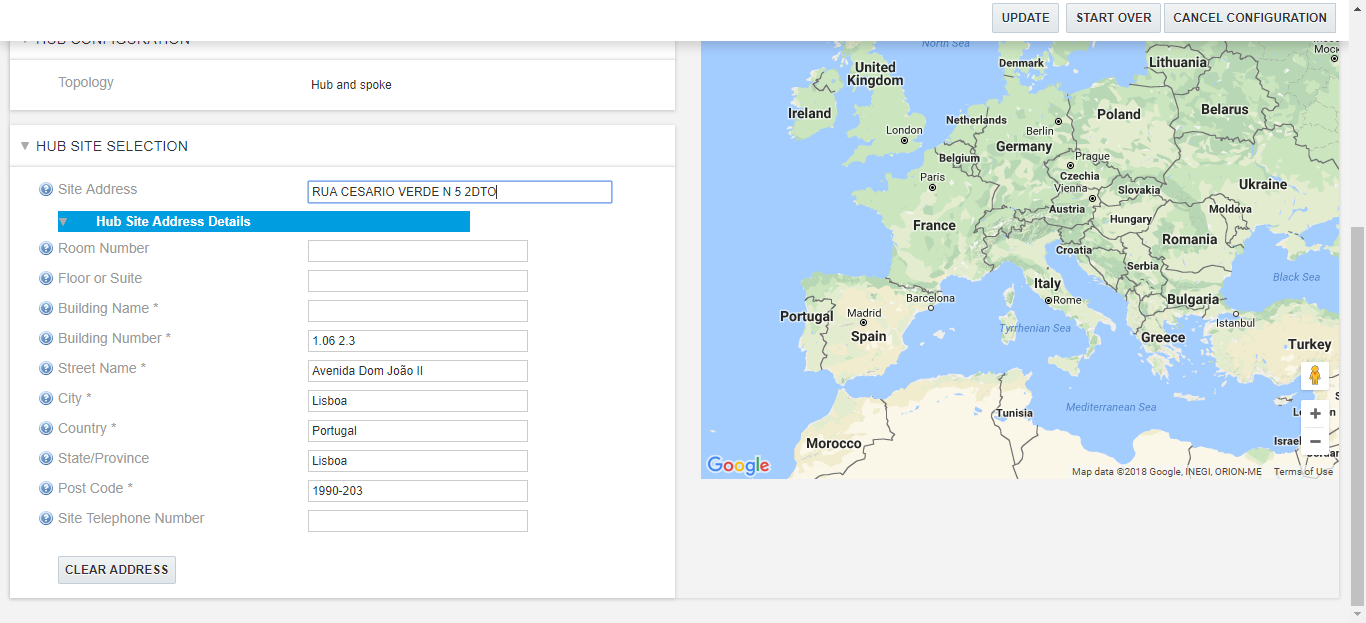 UPDATE START OVER CANCEL CONFIGURATION
HUB CONFIGURATION
Topology Hub and spoke
HUB SITE SELECTION
Site Address RUA CESARIO VERDE N 5 2DTO
Hub Site Address Details
Room Number
Floor or Suite
Building Name *
Building Number * 1.06 2.3
Street Name * Avenida Dom João II
City * Lisboa
Country * Portugal
State/Province Lisboa
Post Code * 1990-203
Site Telephone Number
CLEAR ADDRESS
North Sea
Denmark
Lithuania
United
Kingdom
Ireland
Netherlands
Berlin
Poland
Belarus
London
Germany
Belgium
Prague
Paris
Czechia
Vienna
Slovakia
Ukraine
Austria
Moldova
France
Hungary
Romania
Croatia
Serbia
Black Sea
Italy
Rome
Barcelona
Bulgaria
Portugal
Madrid
Spain
Tyrrhenian Sea
Istanbul
Greece
Turkey
Tunisia
Mediterranean Sea
Morocco
Israel
Google
Map data ©2018 Google, INEGI, ORION-ME Terms of Use